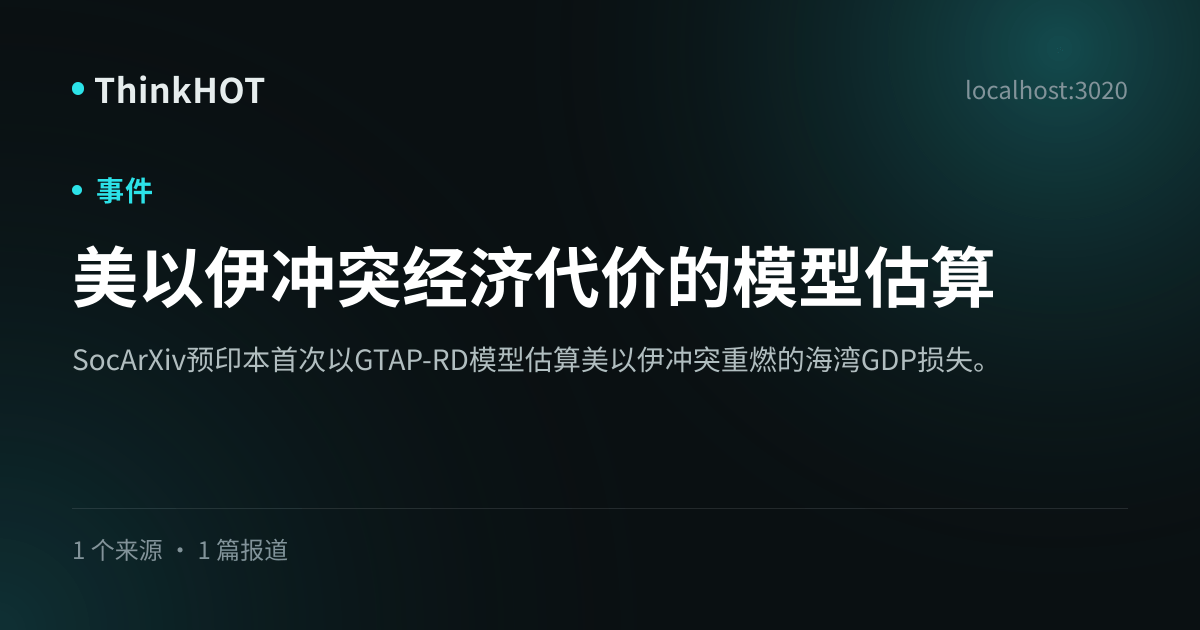 ThinkHOT
localhost:3020
事件
美以伊冲突经济代价的模型估算
SocArXiv预印本首次以GTAP-RD模型估算美以伊冲突重燃的海湾GDP损失。
1 个来源 · 1 篇报道